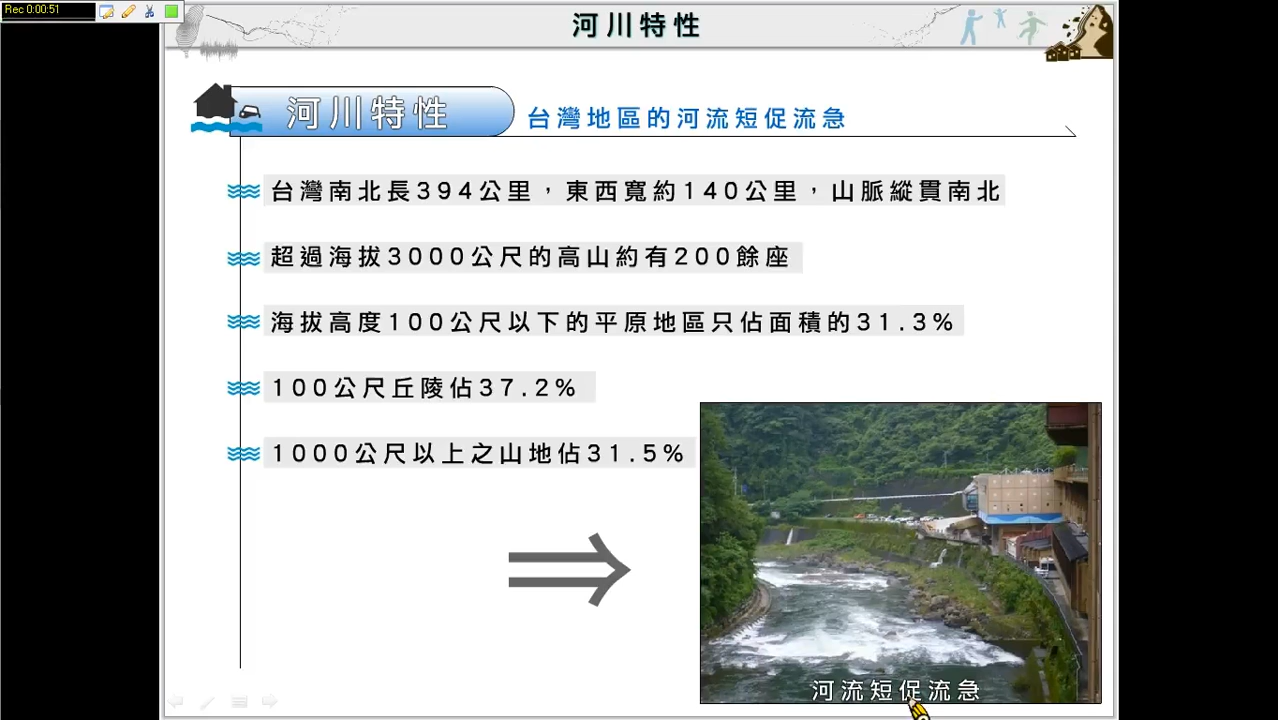 Rec 0:00:51
河川特性
河川特性
台灣地區的河流短促流急
台灣南北長394公里，東西寬約140公里，山脈縱貫南北
超過海拔3000公尺的高山約有200餘座
海拔高度100公尺以下的平原地區只佔面積的31.3%
100公尺丘陵佔37.2%
1000公尺以上之山地佔31.5%
河流短促流急